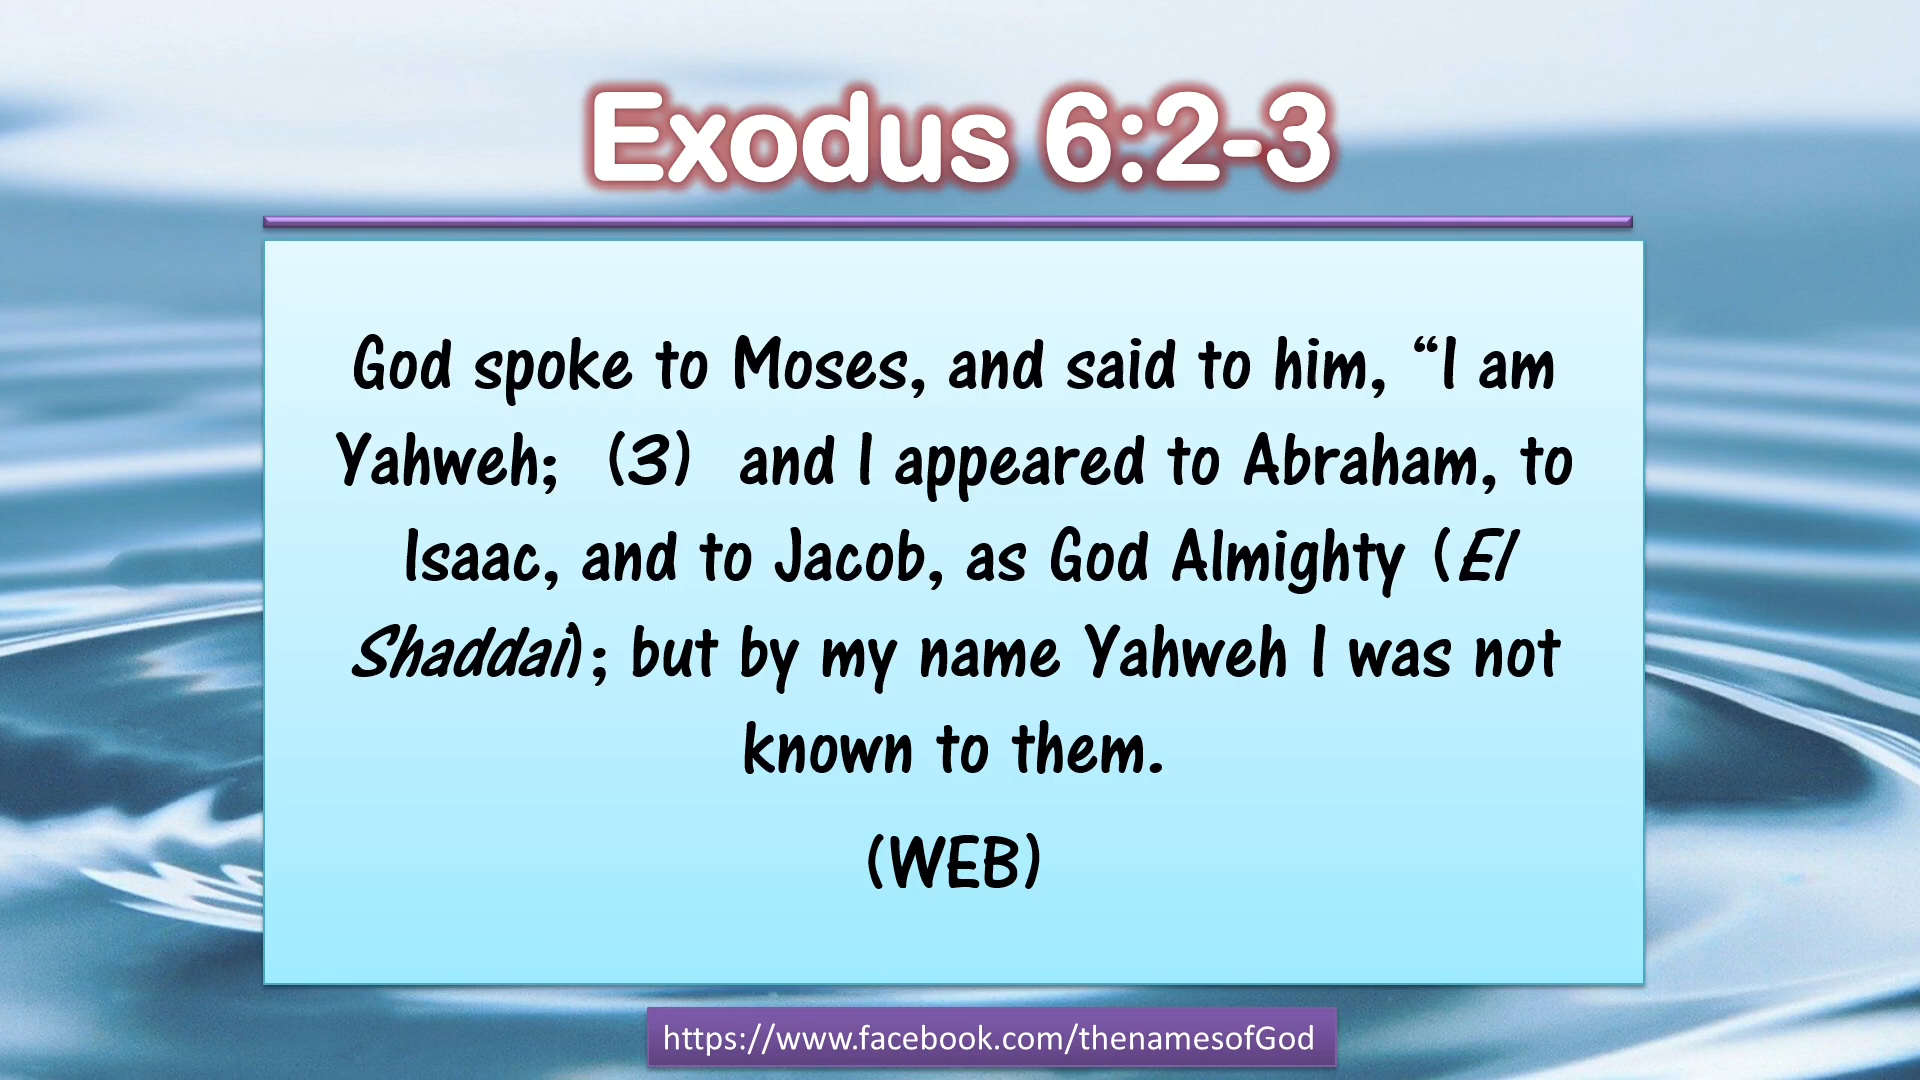 Exodus 6:2-3
God spoke to Moses, and said to him, “I am
Yahweh; (3) and I appeared to Abraham, to
Isaac, and to Jacob, as God Almighty (El
Shaddai); but by my name Yahweh I was not
known to them.
(WEB)
https://www.facebook.com/thenamesofGod